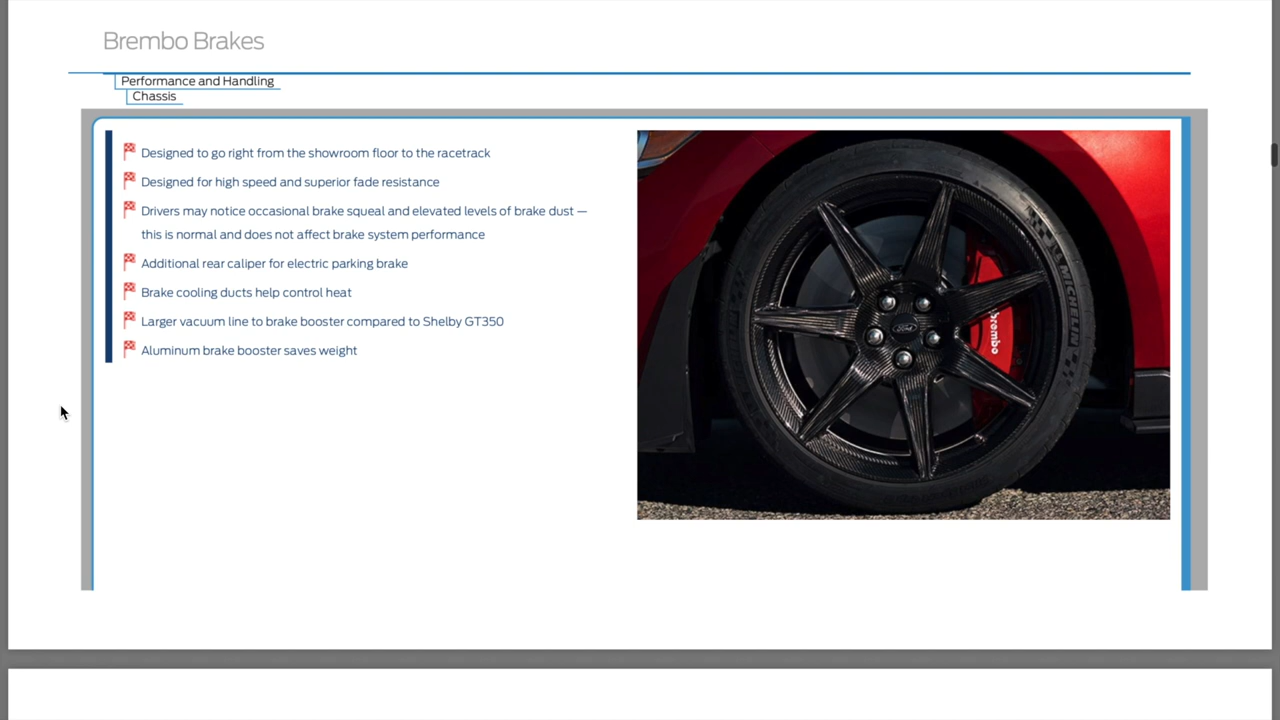 Brembo Brakes
Performance and Handling
Chassis
Designed to go right from the showroom floor to the racetrack
Designed for high speed and superior fade resistance
Drivers may notice occasional brake squeal and elevated levels of brake dust —
this is normal and does not affect brake system performance
Additional rear caliper for electric parking brake
Brake cooling ducts help control heat
Larger vacuum line to brake booster compared to Shelby GT350
Aluminum brake booster saves weight
MICHELIN
brembo
Ford